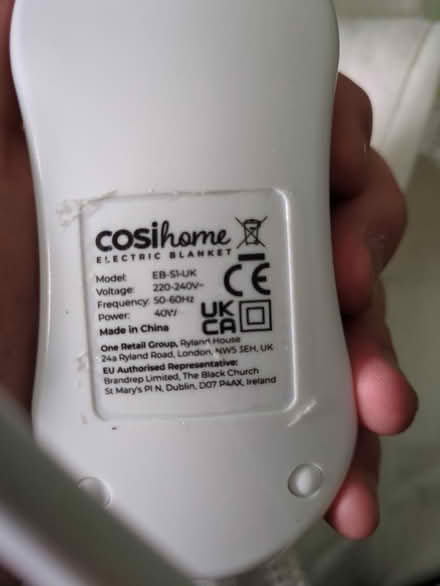 cosihome
ELECTRIC BLANKET
Model: EB-S1-UK
Voltage: 220-240V~
Frequency: 50-60Hz
Power: 40W
Made in China
CE
UK
CA
One Retail Group, Ryland House
24a Ryland Road, London, NW5 3EH, UK
EU Authorised Representative:
Brandrep Limited, The Black Church
St Mary's Pl N, Dublin, D07 P4AX, Ireland